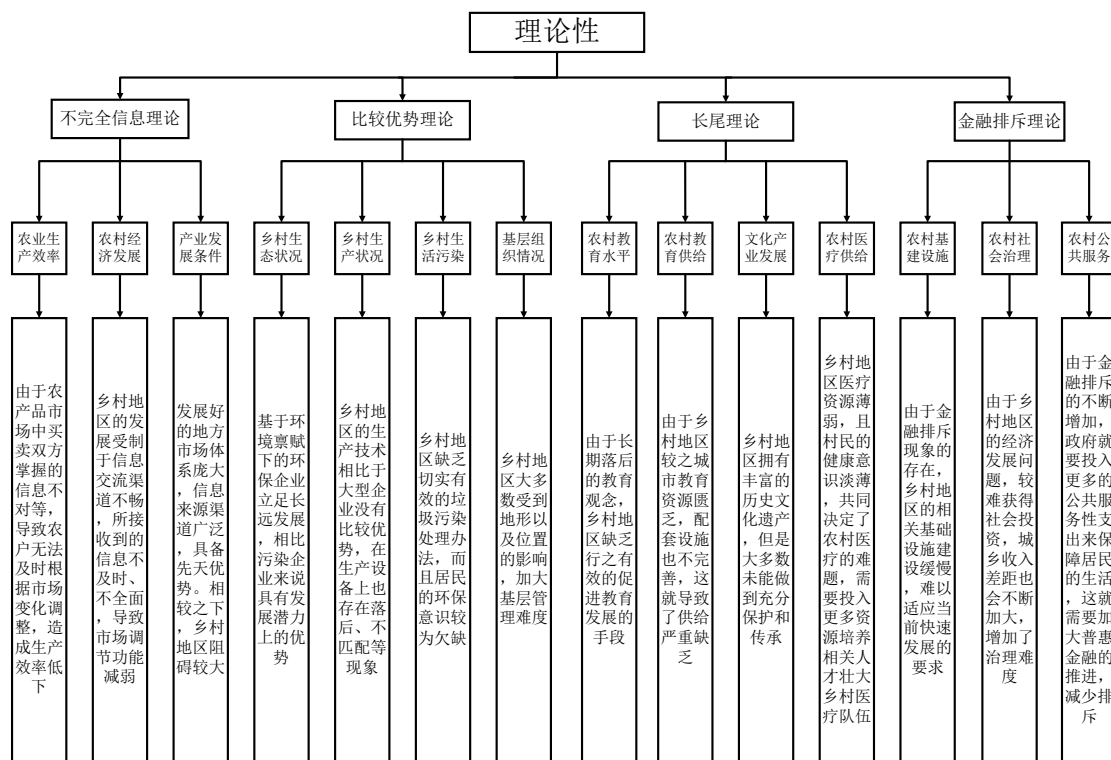 理论性
不完全信息理论
比较优势理论
长尾理论
金融排斥理论
农业生
产效率
农村经
济发展
产业发
展条件
乡村生
态状况
乡村生
产状况
乡村生
活污染
基层组
织情况
农村教
育水平
农村教
育供给
文化产
业发展
农村医
疗供给
农村基
建设施
农村社
会治理
农村公
共服务
由于农
产品市
场中买
卖双方
掌握的
信息不
对等，
导致农
户无法
及时根
据市场
变化调
整，造
成生产
效率低
下
乡村地
区的发
展受制
于信息
交流渠
道不畅
，所接
收到的
信息不
及时、
不全面
，导致
市场调
节功能
减弱
发展好
的地方
市场体
系庞大
，信息
来源渠
道广泛
，具备
先天优
势。相
较之下
，乡村
地区阻
碍较大
基于环
境禀赋
下的环
保企业
立足长
远发展
，相比
污染企
业来说
具有发
展潜力
上的优
势
乡村地
区的生
产技术
相比于
大型企
业没有
比较优
势，在
生产设
备上也
存在落
后、不
匹配等
现象
乡村地
区缺乏
切实有
效的垃
圾污染
处理办
法，而
且居民
的环保
意识较
为欠缺
乡村地
区大多
数受到
地形以
及位置
的影响
，加大
基层管
理难度
由于长
期落后
的教育
观念，
乡村地
区缺乏
行之有
效的促
进教育
发展的
手段
由于乡
村地区
较之城
市教育
资源匮
乏，配
套设施
也不完
善，这
就导致
了供给
严重缺
乏
乡村地
区拥有
丰富的
历史文
化遗产
，但是
大多数
未能做
到充分
保护和
传承
乡村地
区医疗
资源薄
弱，且
村民的
健康意
识淡薄
，共同
决定了
农村医
疗的难
题，需
要投入
更多资
源培养
相关人
才壮大
乡村医
疗队伍
由于金
融排斥
现象的
存在，
乡村地
区的相
关基础
设施建
设缓慢
，难以
适应当
前快速
发展的
要求
由于乡
村地区
的经济
发展问
题，较
难获得
社会投
资，城
乡收入
差距也
会不断
加大，
增加了
治理难
度
由于金
融排斥
的不断
增加，
政府就
要投入
更多的
公共服
务性支
出来保
障居民
的生活
，这就
需要加
大普惠
金融的
推进，
减少排
斥